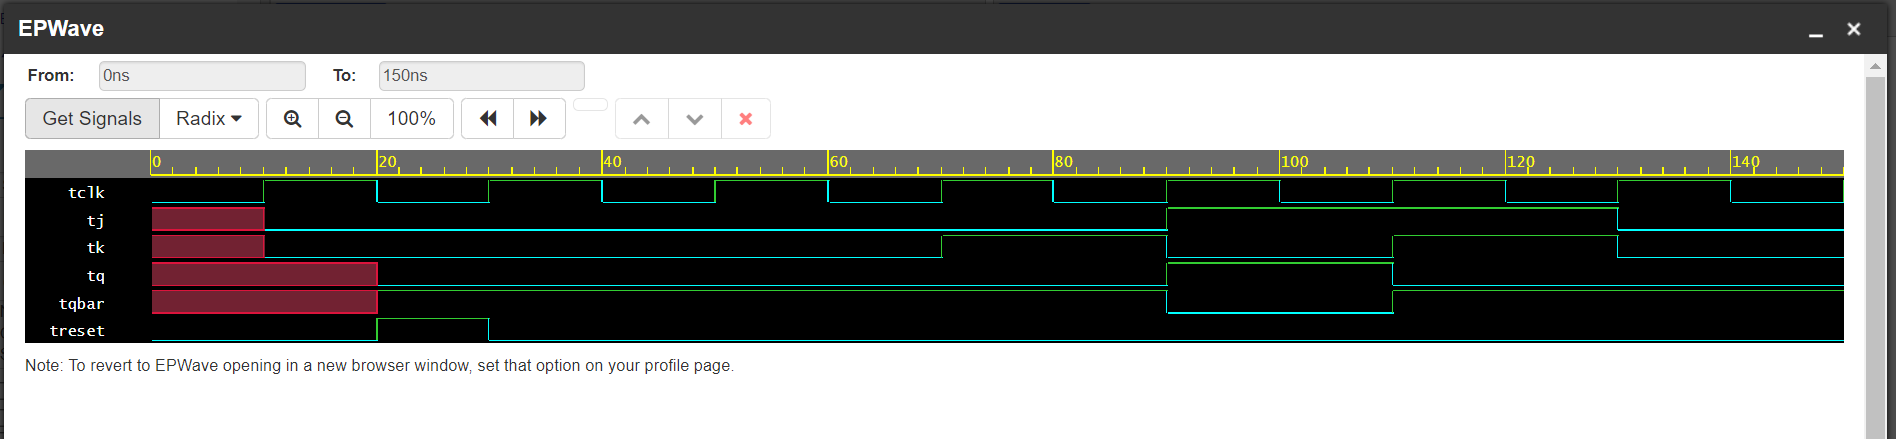 EPWave
From: 0ns To: 150ns
Get Signals Radix 100%
0 20 40 60 80 100 120 140
tclk
tj
tk
tq
tqbar
treset
Note: To revert to EPWave opening in a new browser window, set that option on your profile page.